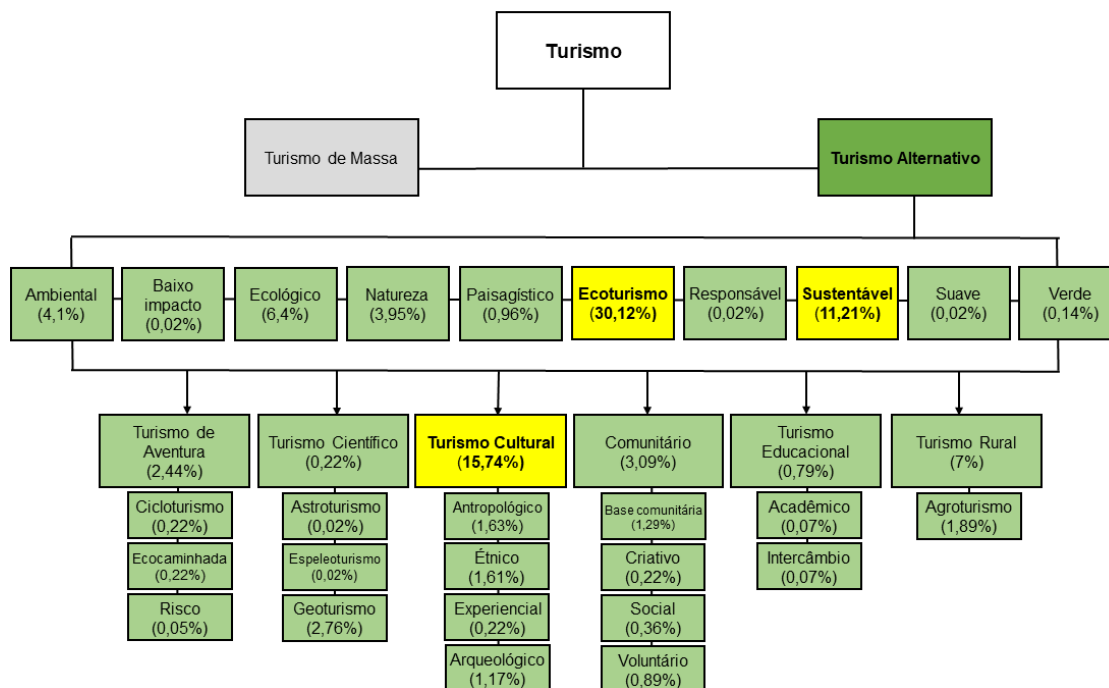 Turismo
Turismo de Massa
Turismo Alternativo
Ambiental
(4,1%)
Baixo
impacto
(0,02%)
Ecológico
(6,4%)
Natureza
(3,95%)
Paisagístico
(0,96%)
Ecoturismo
(30,12%)
Responsável
(0,02%)
Sustentável
(11,21%)
Suave
(0,02%)
Verde
(0,14%)
Turismo de
Aventura
(2,44%)
Turismo Científico
(0,22%)
Turismo Cultural
(15,74%)
Comunitário
(3,09%)
Turismo
Educacional
(0,79%)
Turismo Rural
(7%)
Cicloturismo
(0,22%)
Astroturismo
(0,02%)
Antropológico
(1,63%)
Base comunitária
(1,29%)
Acadêmico
(0,07%)
Agroturismo
(1,89%)
Ecocaminhada
(0,22%)
Espeleoturismo
(0,02%)
Étnico
(1,61%)
Criativo
(0,22%)
Intercâmbio
(0,07%)
Risco
(0,05%)
Geoturismo
(2,76%)
Experiencial
(0,22%)
Social
(0,36%)
Arqueológico
(1,17%)
Voluntário
(0,89%)